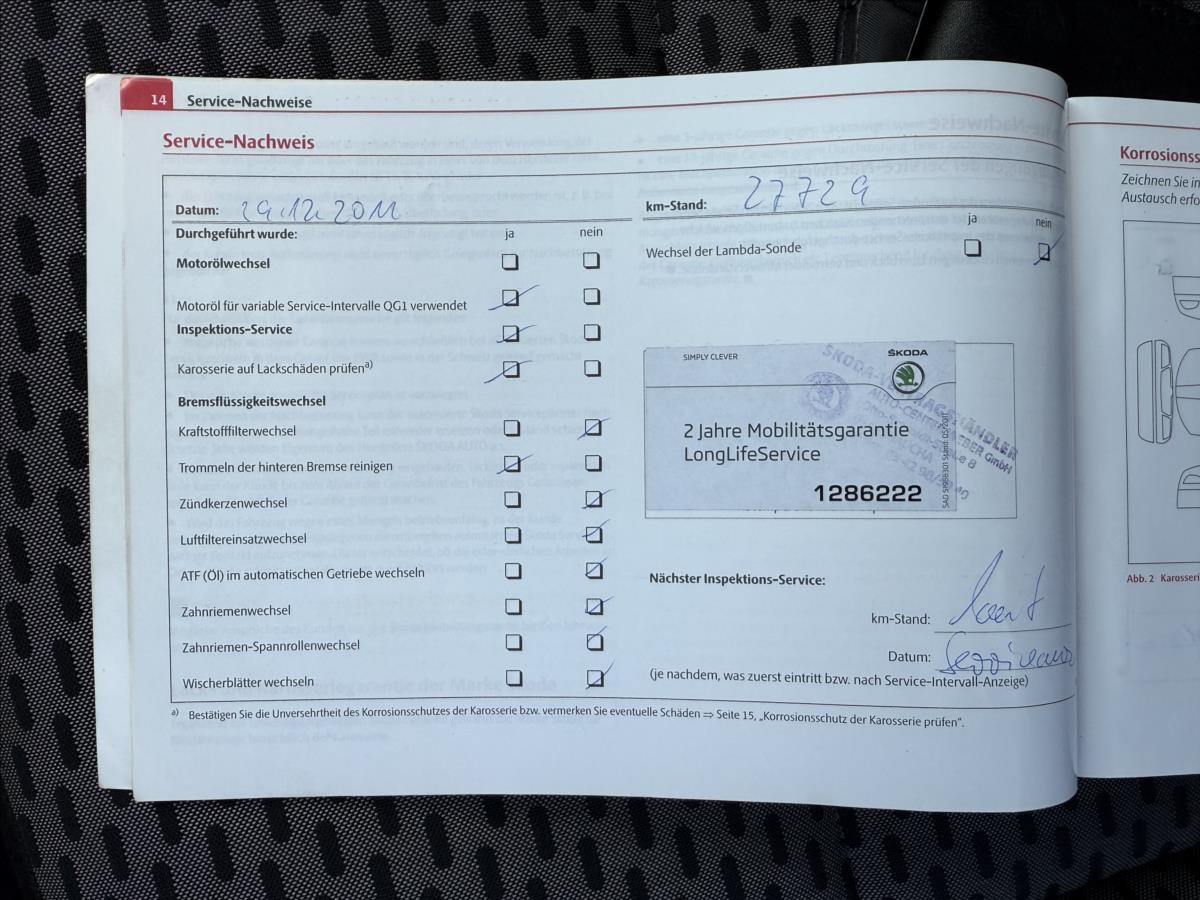 14 Service-Nachweise
Service-Nachweis
Datum: 29.12.2011
Durchgeführt wurde: ja nein
Motorölwechsel
Motoröl für variable Service-Intervalle QG1 verwendet
Inspektions-Service
Karosserie auf Lackschäden prüfen a)
Bremsflüssigkeitswechsel
Kraftstofffilterwechsel
Trommeln der hinteren Bremse reinigen
Zündkerzenwechsel
Luftfiltereinsatzwechsel
ATF (Öl) im automatischen Getriebe wechseln
Zahnriemenwechsel
Zahnriemen-Spannrollenwechsel
Wischerblätter wechseln
km-Stand: 27729
ja nein
Wechsel der Lambda-Sonde
SIMPLY CLEVER
ŠKODA
2 Jahre Mobilitätsgarantie
LongLifeService
1286222
Nächster Inspektions-Service:
km-Stand: laut
Datum:
(je nachdem, was zuerst eintritt bzw. nach Service-Intervall-Anzeige)
a) Bestätigen Sie die Unversehrtheit des Korrosionsschutzes der Karosserie bzw. vermerken Sie eventuelle Schäden ⇒ Seite 15, „Korrosionsschutz der Karosserie prüfen“.
Korrosionss
Zeichnen Sie in
Austausch erfo
Abb. 2 Karosseri